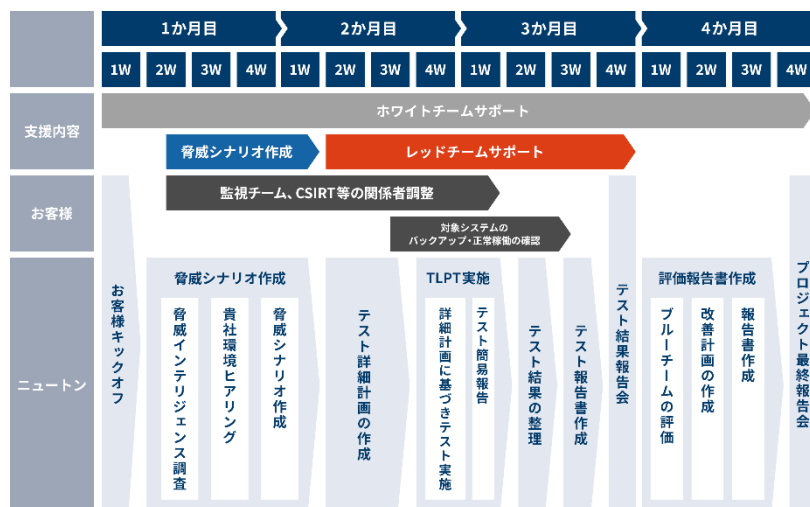 1か月目
2か月目
3か月目
4か月目
1W
2W
3W
4W
1W
2W
3W
4W
1W
2W
3W
4W
1W
2W
3W
4W
支援内容
ホワイトチームサポート
脅威シナリオ作成
レッドチームサポート
お客様
監視チーム、CSIRT等の関係者調整
対象システムの
バックアップ・正常稼働の確認
ニュートン
お客様キックオフ
脅威シナリオ作成
脅威インテリジェンス調査
貴社環境ヒアリング
脅威シナリオ作成
テスト詳細計画の作成
TLPT実施
詳細計画に基づきテスト実施
テスト簡易報告
テスト結果の整理
テスト報告書作成
テスト結果報告会
評価報告書作成
ブルーチームの評価
改善計画の作成
報告書作成
プロジェクト最終報告会